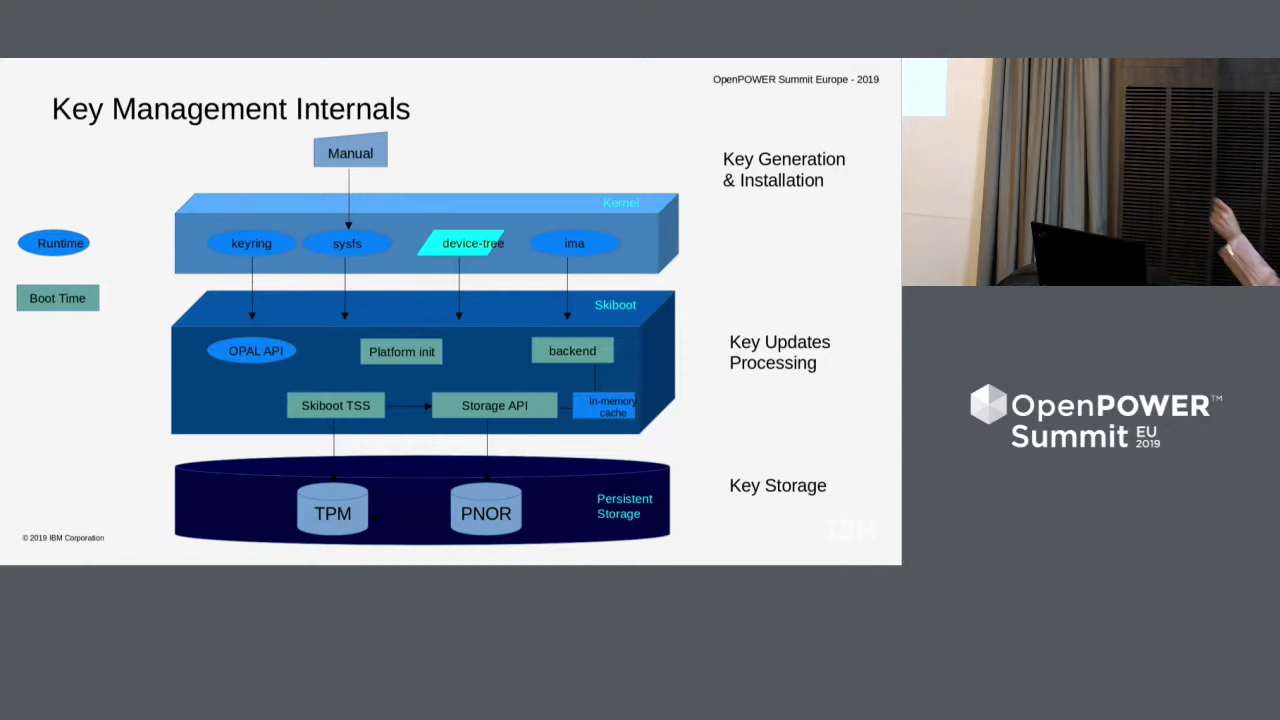 OpenPOWER Summit Europe - 2019
Key Management Internals
Manual
Key Generation
& Installation
Kernel
Runtime
keyring
sysfs
device-tree
ima
Boot Time
Skiboot
OPAL API
Platform init
backend
Key Updates
Processing
Skiboot TSS
Storage API
In-memory
cache
Persistent
Storage
TPM
PNOR
Key Storage
IBM
© 2019 IBM Corporation
OpenPOWER™
Summit EU
2019